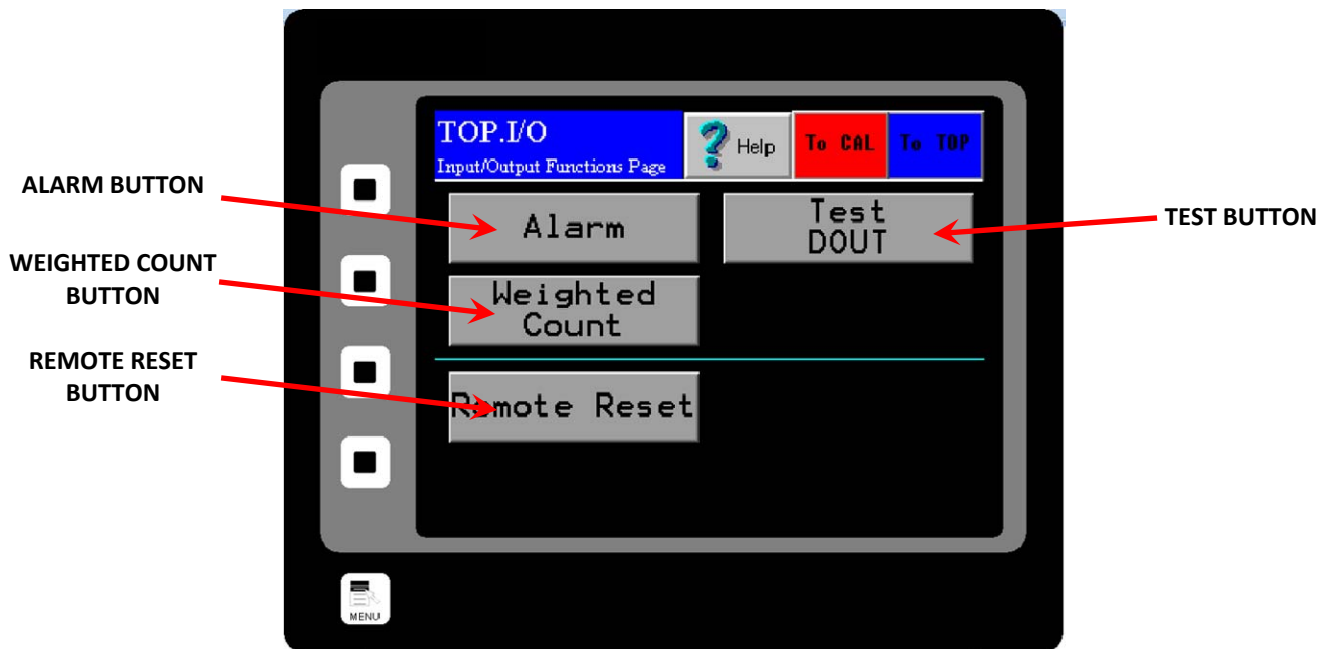 TOP.I/O
Input/Output Functions Page
Help
To CAL
To TOP
ALARM BUTTON
Alarm
Test
DOUT
TEST BUTTON
WEIGHTED COUNT
BUTTON
Weighted
Count
REMOTE RESET
BUTTON
Remote Reset
MENU